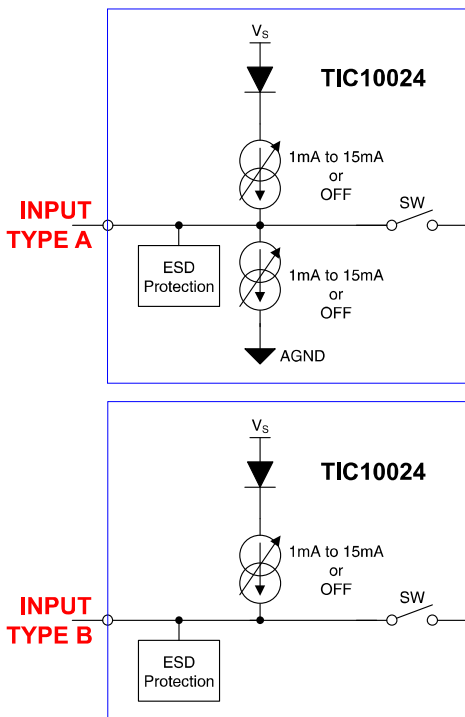 VS
TIC10024
1mA to 15mA
or
OFF
SW
INPUT
TYPE A
ESD
Protection
1mA to 15mA
or
OFF
AGND
VS
TIC10024
1mA to 15mA
or
OFF
SW
INPUT
TYPE B
ESD
Protection